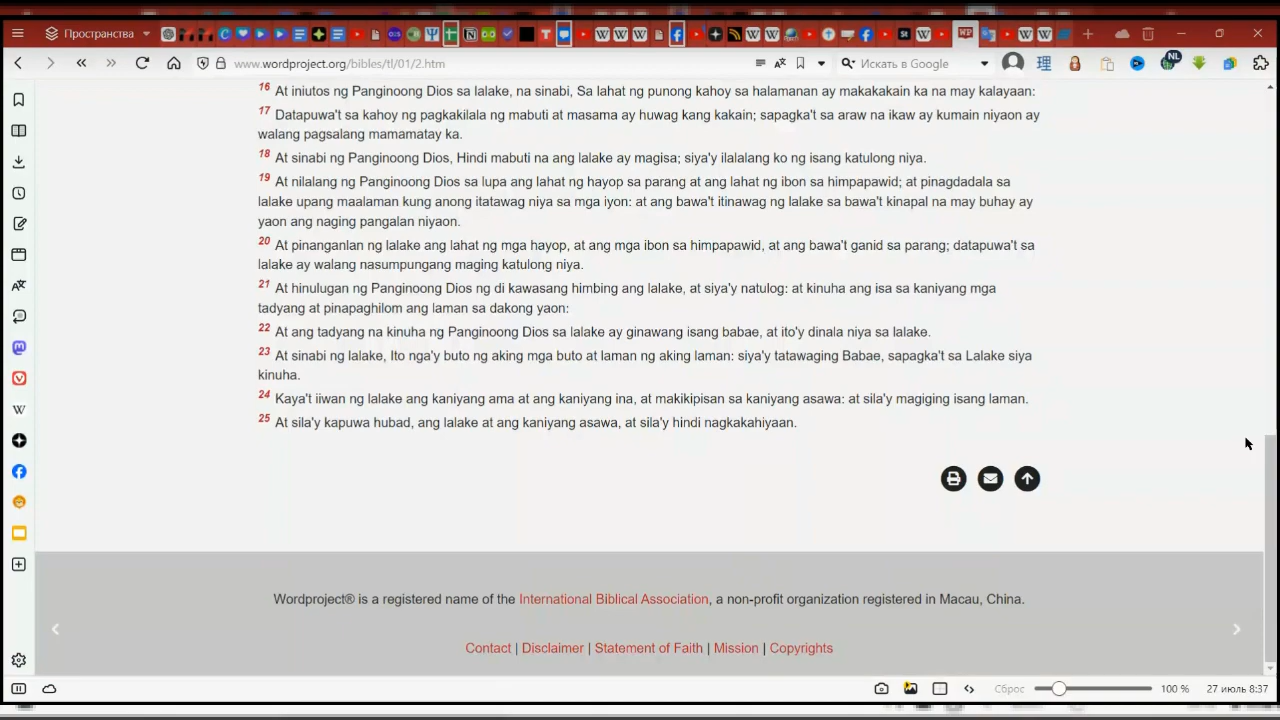 Пространства
www.wordproject.org/bibles/tl/01/2.htm
Искать в Google
16 At iniutos ng Panginoong Dios sa lalake, na sinabi, Sa lahat ng punong kahoy sa halamanan ay makakakain ka na may kalayaan:
17 Datapuwa't sa kahoy ng pagkakilala ng mabuti at masama ay huwag kang kakain; sapagka't sa araw na ikaw ay kumain niyaon ay
walang pagsalang mamamatay ka.
18 At sinabi ng Panginoong Dios, Hindi mabuti na ang lalake ay magisa; siya'y ilalalang ko ng isang katulong niya.
19 At nilalang ng Panginoong Dios sa lupa ang lahat ng hayop sa parang at ang lahat ng ibon sa himpapawid; at pinagdadala sa
lalake upang maalaman kung anong itatawag niya sa mga iyon: at ang bawa't itinawag ng lalake sa bawa't kinapal na may buhay ay
yaon ang naging pangalan niyaon.
20 At pinanganlan ng lalake ang lahat ng mga hayop, at ang mga ibon sa himpapawid, at ang bawa't ganid sa parang; datapuwa't sa
lalake ay walang nasumpungang maging katulong niya.
21 At hinulugan ng Panginoong Dios ng di kawasang himbing ang lalake, at siya'y natulog: at kinuha ang isa sa kaniyang mga
tadyang at pinapaghilom ang laman sa dakong yaon:
22 At ang tadyang na kinuha ng Panginoong Dios sa lalake ay ginawang isang babae, at ito'y dinala niya sa lalake.
23 At sinabi ng lalake, Ito nga'y buto ng aking mga buto at laman ng aking laman: siya'y tatawaging Babae, sapagka't sa Lalake siya
kinuha.
24 Kaya't iiwan ng lalake ang kaniyang ama at ang kaniyang ina, at makikipisan sa kaniyang asawa: at sila'y magiging isang laman.
25 At sila'y kapuwa hubad, ang lalake at ang kaniyang asawa, at sila'y hindi nagkakahiyaan.
Wordproject® is a registered name of the International Biblical Association, a non-profit organization registered in Macau, China.
Contact | Disclaimer | Statement of Faith | Mission | Copyrights
Сброс 100 % 27 июль 8:37